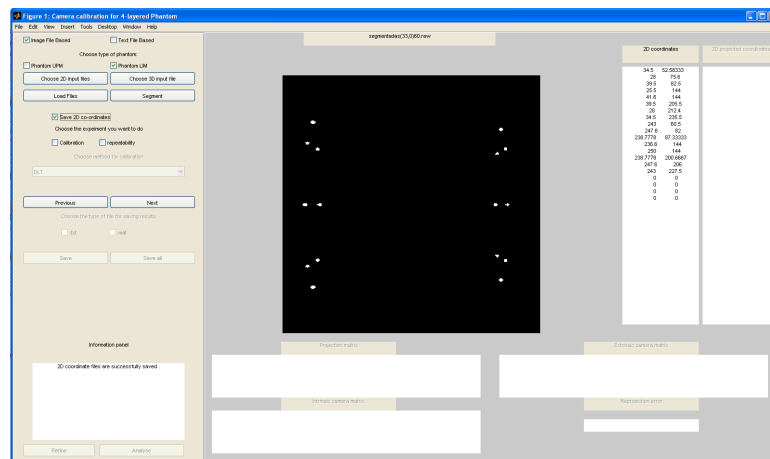 Figure 1: Camera calibration for 4-layered Phantom
File Edit View Insert Tools Desktop Window Help
Image File Based Text File Based
Choose type of phantom:
Phantom UPM Phantom LIM
Choose 2D input files Choose 3D input file
Load Files Segment
Save 2D co-ordinates
Choose the experiment you want to do
Calibration repeatability
Choose method for calibration
DLT
Previous Next
Choose the type of file for saving results
.txt .mat
Save Save all
Information panel
2D coordinate files are successfully saved .
Refine Analyse
segmentadas(33,0)60.raw
Projection matrix
Intrinsic camera matrix
Extrinsic camera matrix
Reprojection error
2D coordinates
34.5 52.58333
28 75.6
39.5 82.5
25.5 144
41.6 144
39.5 205.5
28 212.4
34.5 235.5
243 60.5
247.6 82
238.7778 87.33333
236.6 144
250 144
238.7778 200.6667
247.6 206
243 227.5
0 0
0 0
0 0
0 0
2D projected coordinates